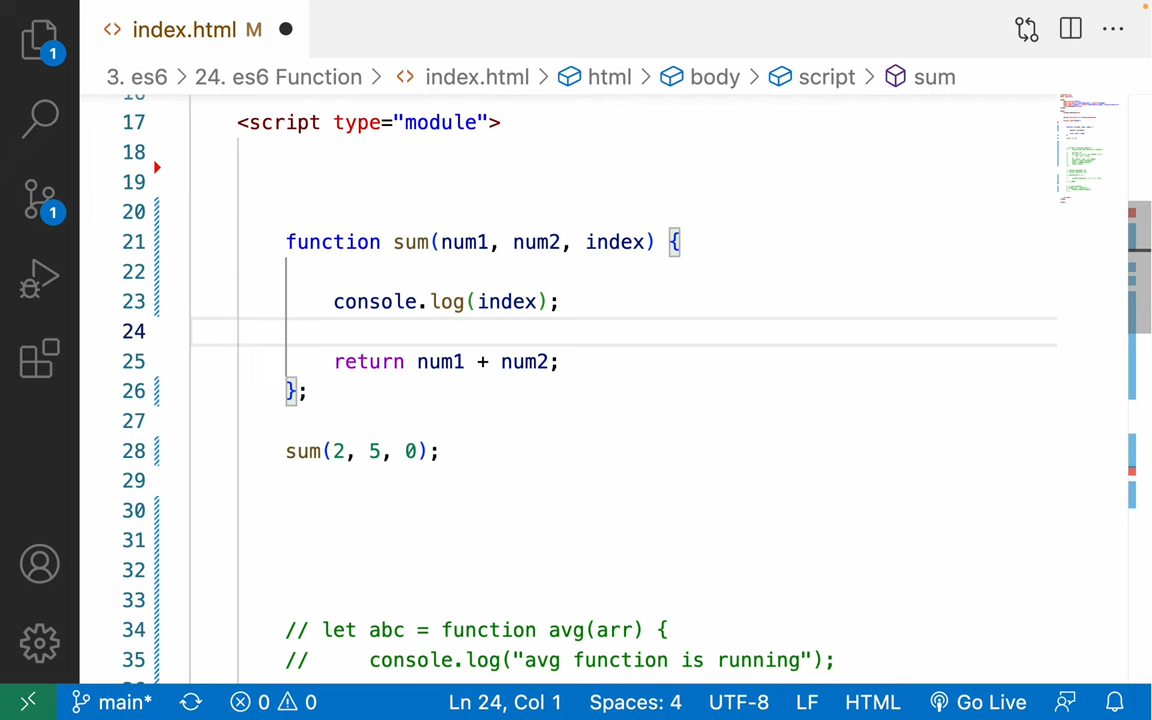 index.html M
1
3. es6 > 24. es6 Function > index.html > html > body > script > sum
16
17 <script type="module">
18
19
1
20
21 function sum(num1, num2, index) {
22
23 console.log(index);
24
25 return num1 + num2;
26 };
27
28 sum(2, 5, 0);
29
30
31
32
33
34 // let abc = function avg(arr) {
35 // console.log("avg function is running");
main* 0 0 Ln 24, Col 1 Spaces: 4 UTF-8 LF HTML Go Live